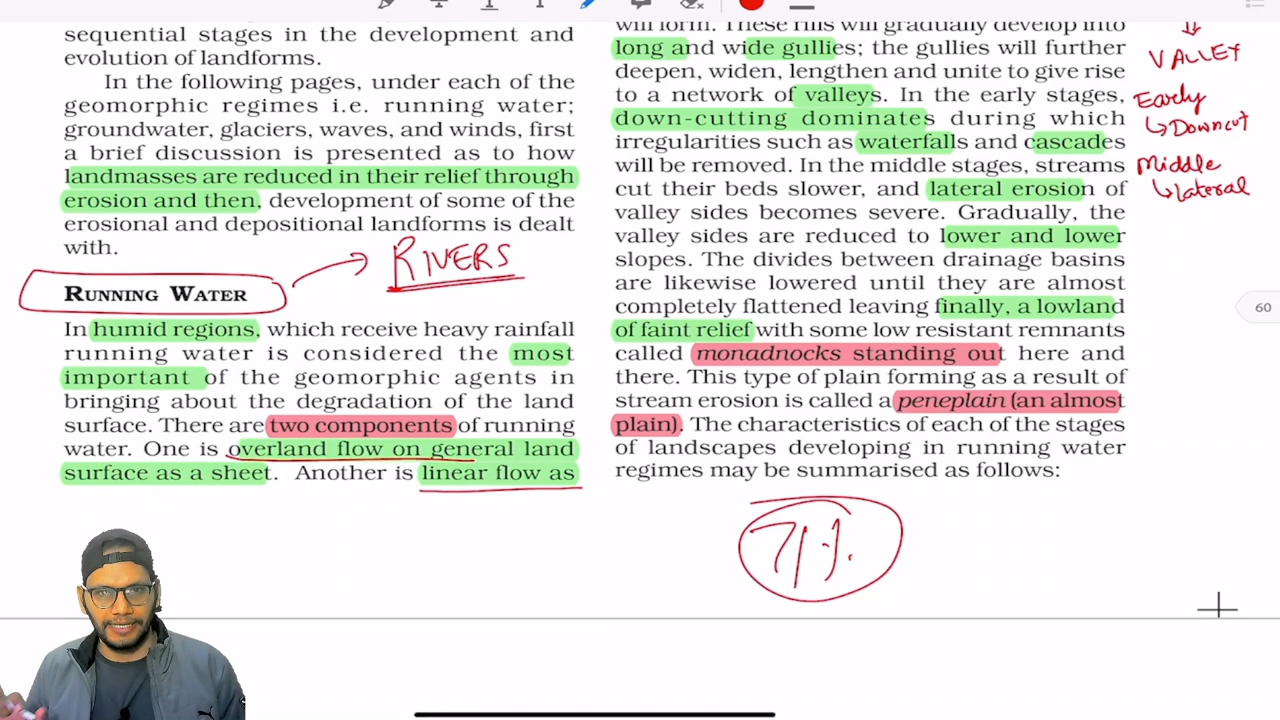 sequential stages in the development and
evolution of landforms.
In the following pages, under each of the
geomorphic regimes i.e. running water;
groundwater, glaciers, waves, and winds, first
a brief discussion is presented as to how
landmasses are reduced in their relief through
erosion and then, development of some of the
erosional and depositional landforms is dealt
with.
RIVERS
RUNNING WATER
In humid regions, which receive heavy rainfall
running water is considered the most
important of the geomorphic agents in
bringing about the degradation of the land
surface. There are two components of running
water. One is overland flow on general land
surface as a sheet. Another is linear flow as
will form. These rills will gradually develop into
long and wide gullies; the gullies will further
deepen, widen, lengthen and unite to give rise
to a network of valleys. In the early stages,
down-cutting dominates during which
irregularities such as waterfalls and cascades
will be removed. In the middle stages, streams
cut their beds slower, and lateral erosion of
valley sides becomes severe. Gradually, the
valley sides are reduced to lower and lower
slopes. The divides between drainage basins
are likewise lowered until they are almost
completely flattened leaving finally, a lowland
of faint relief with some low resistant remnants
called monadnocks standing out here and
there. This type of plain forming as a result of
stream erosion is called a peneplain (an almost
plain). The characteristics of each of the stages
of landscapes developing in running water
regimes may be summarised as follows:
71%
VALLEY
Early
Downcut
Middle
lateral
60